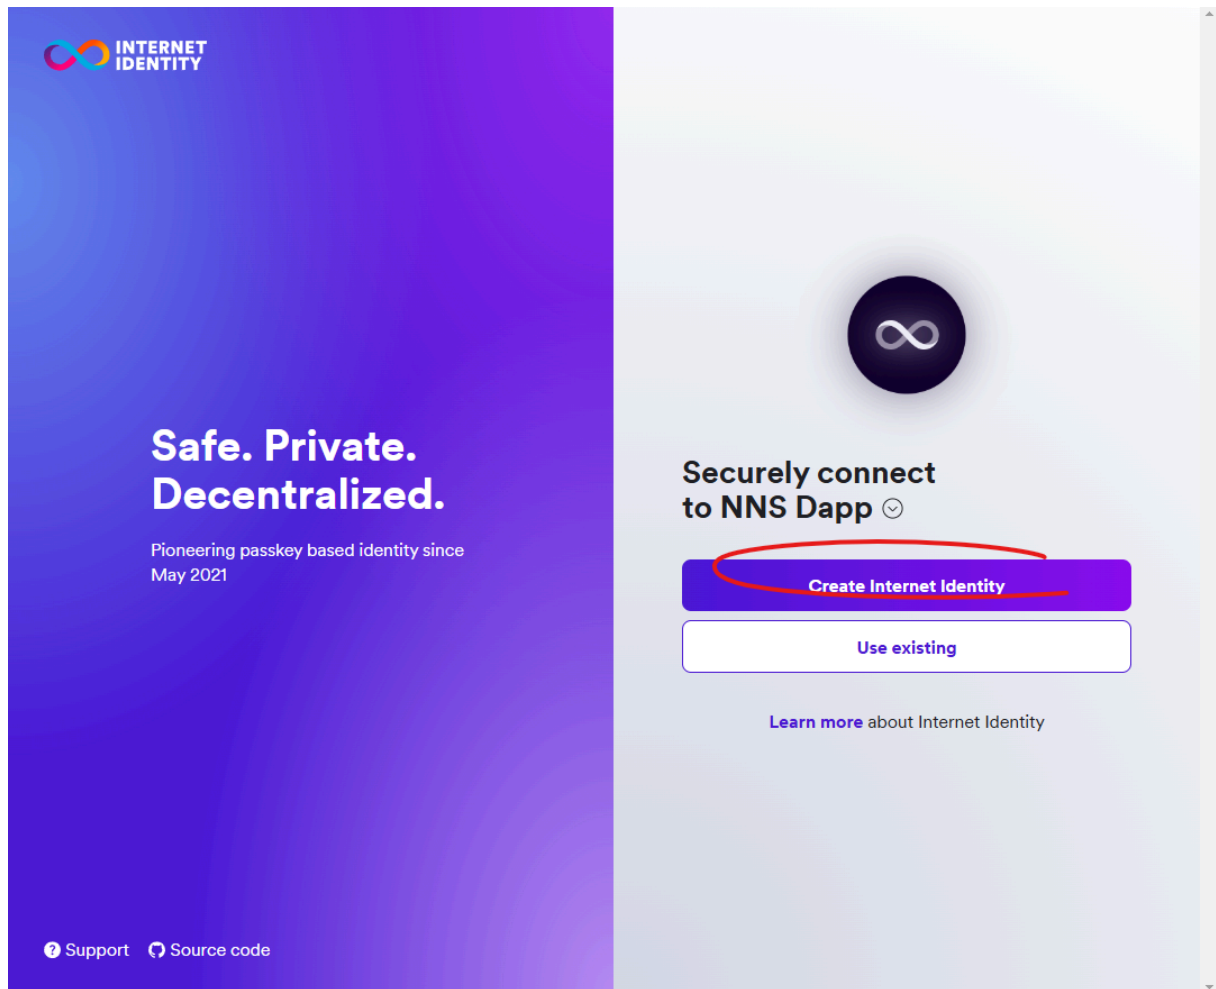 INTERNET
IDENTITY
Safe. Private.
Decentralized.
Pioneering passkey based identity since
May 2021
Support
Source code
Securely connect
to NNS Dapp
Create Internet Identity
Use existing
Learn more about Internet Identity